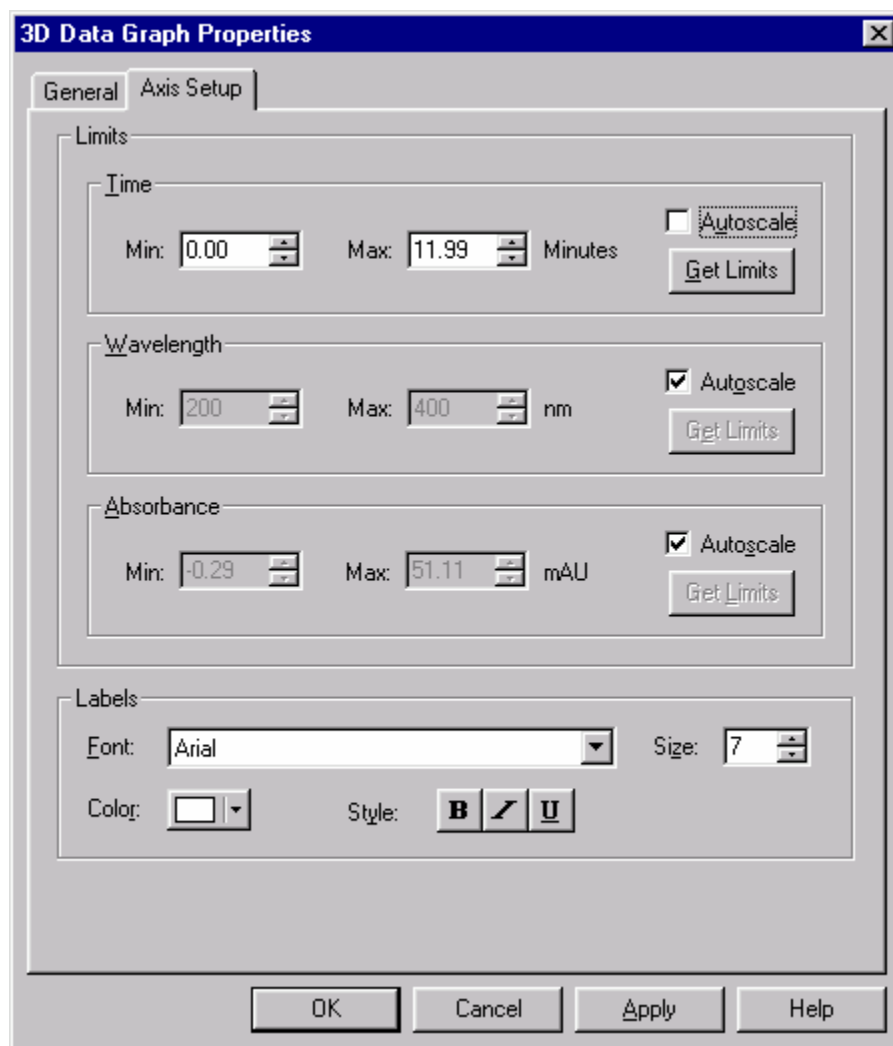 3D Data Graph Properties
General Axis Setup
Limits
Time
Autoscale
Min: 0.00 Max: 11.99 Minutes
Get Limits
Wavelength
Autoscale
Min: 200 Max: 400 nm
Get Limits
Absorbance
Autoscale
Min: -0.29 Max: 51.11 mAU
Get Limits
Labels
Font: Arial Size: 7
Color: Style: B I U
OK Cancel Apply Help